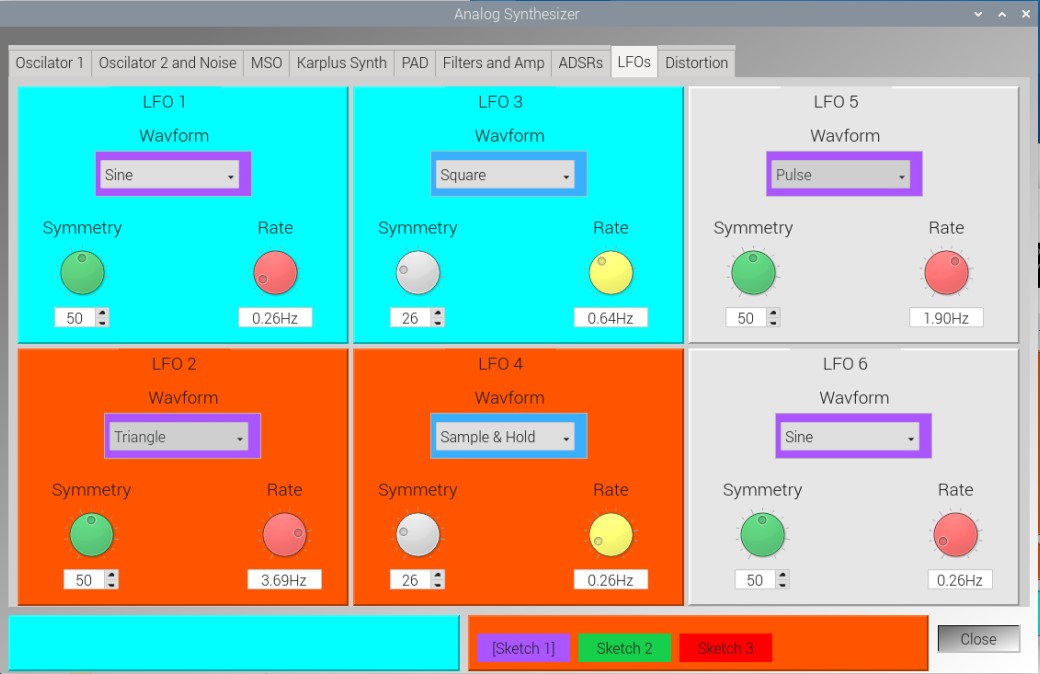 Analog Synthesizer
Oscilator 1 Oscilator 2 and Noise MSO Karplus Synth PAD Filters and Amp ADSRs LFOs Distortion
LFO 1 LFO 3 LFO 5
Wavform Wavform Wavform
Sine Square Pulse
Symmetry Rate Symmetry Rate Symmetry Rate
50 0.26Hz 26 0.64Hz 50 1.90Hz
LFO 2 LFO 4 LFO 6
Wavform Wavform Wavform
Triangle Sample & Hold Sine
Symmetry Rate Symmetry Rate Symmetry Rate
50 3.69Hz 26 0.26Hz 50 0.26Hz
[Sketch 1] Sketch 2 Sketch 3 Close